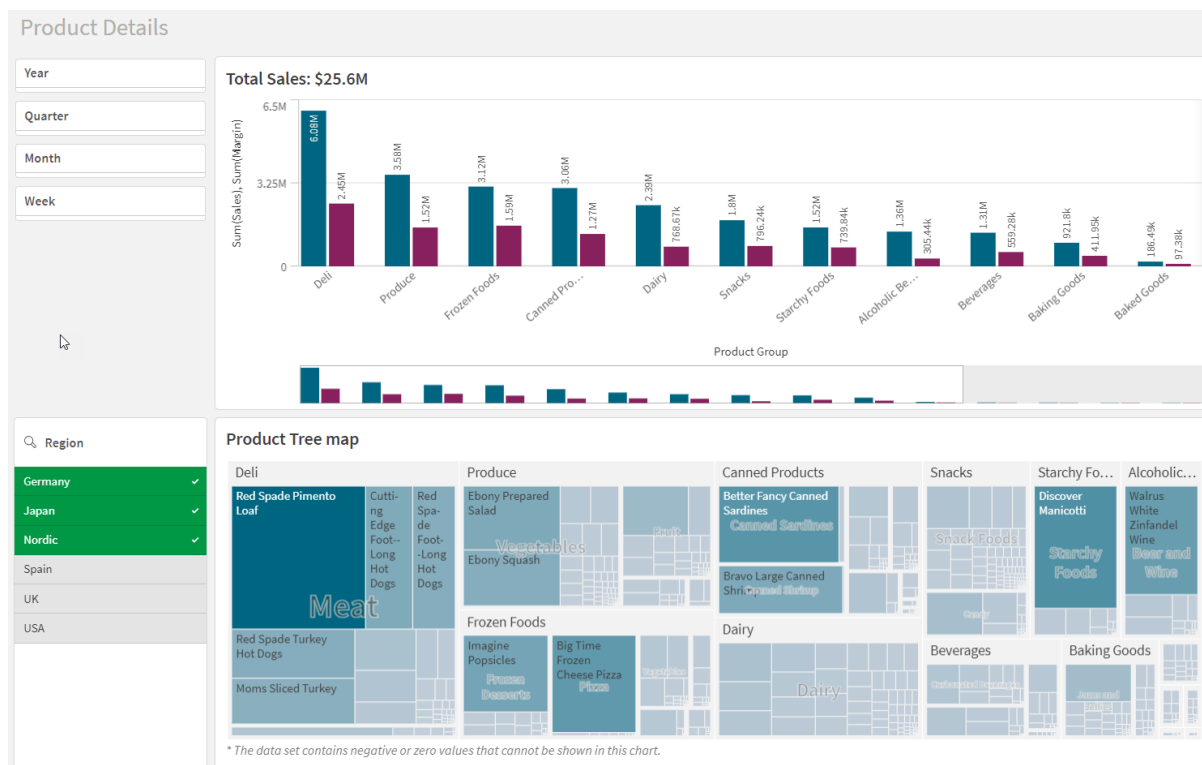 Product Details
Year
Quarter
Month
Week
Total Sales: $25.6M
Sum(Sales), Sum(Margin)
6.5M
3.25M
0
6.08M
2.45M
3.58M
1.52M
3.12M
1.59M
3.06M
1.27M
2.39M
768.67k
1.8M
796.24k
1.52M
739.84k
1.36M
305.44k
1.31M
559.28k
921.8k
411.95k
186.49k
97.38k
Deli
Produce
Frozen Foods
Canned Pro...
Dairy
Snacks
Starchy Foods
Alcoholic Be...
Beverages
Baking Goods
Baked Goods
Product Group
Region
Germany
Japan
Nordic
Spain
UK
USA
Product Tree map
Deli
Red Spade Pimento
Loaf
Cutti-
ng
Edge
Foot--
Long
Hot
Dogs
Red
Spa-
de
Foot-
-Long
Hot
Dogs
Meat
Red Spade Turkey
Hot Dogs
Moms Sliced Turkey
Produce
Ebony Prepared
Salad
Vegetables
Ebony Squash
Fruit
Frozen Foods
Imagine
Popsicles
Frozen
Desserts
Big Time
Frozen
Cheese Pizza
Pizza
Vegetables
Canned Products
Better Fancy Canned
Sardines
Canned Sardines
Bravo Large Canned
Shrimp
Canned Shrimp
Dairy
Dairy
Snacks
Snack Foods
Candy
Starchy Fo...
Discover
Manicotti
Starchy
Foods
Alcoholic...
Walrus
White
Zinfandel
Wine
Beer and
Wine
Beverages
Carbonated Beverages
Baking Goods
Jams and
* The data set contains negative or zero values that cannot be shown in this chart.